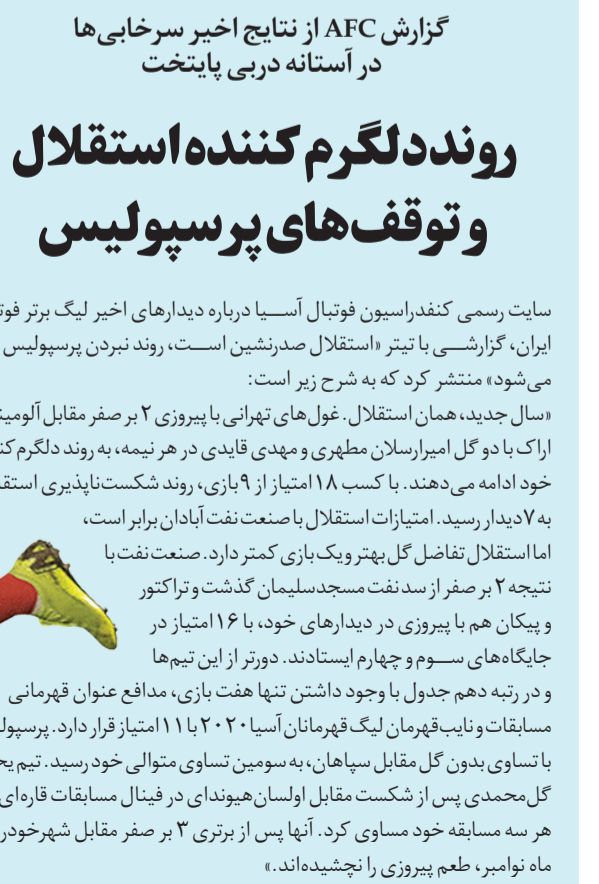 گزارش AFC از نتایج اخیر سرخابی‌ها
در آستانه دربی پایتخت
روند دلگرم کننده استقلال
و توقف‌های پرسپولیس
سایت رسمی کنفدراسیون فوتبال آسیا درباره دیدارهای اخیر لیگ برتر
ایران، گزارشی با تیتر «استقلال صدرنشین است، روند نبردن پرسپولیس
می‌شود» منتشر کرد که به شرح زیر است:
«سال جدید، همان استقلال. غول‌های تهرانی با پیروزی ۲ بر صفر مقابل
اراک با دو گل امیرارسلان مطهری و مهدی قایدی در هر نیمه، به روند
خود ادامه می‌دهند. با کسب ۱۸ امتیاز از ۹ بازی، روند شکست‌ناپذیری
به ۷ دیدار رسید. امتیازات استقلال با صنعت نفت آبادان برابر است،
اما استقلال تفاضل گل بهتر و یک بازی کمتر دارد. صنعت نفت با
نتیجه ۲ بر صفر از سد نفت مسجدسلیمان گذشت و تراکتور
و پیکان هم با پیروزی در دیدارهای خود، با ۱۶ امتیاز در
جایگاه‌های سوم و چهارم ایستادند. دورتر از این تیم‌ها
و در رتبه دهم جدول با وجود داشتن تنها هفت بازی، مدافع عنوان قهرمانی
مسابقات و نایب‌قهرمان لیگ قهرمانان آسیا ۲۰۲۰ با ۱۱ امتیاز قرار دارد.
با تساوی بدون گل مقابل سپاهان، به سومین تساوی متوالی خود رسید. تیم
گل‌محمدی پس از شکست مقابل اولسان هیوندای در فینال مسابقات قاره‌ای
هر سه مسابقه خود مساوی کرد. آنها پس از برتری ۳ بر صفر مقابل
ماه نوامبر، طعم پیروزی را نچشیده‌اند.»